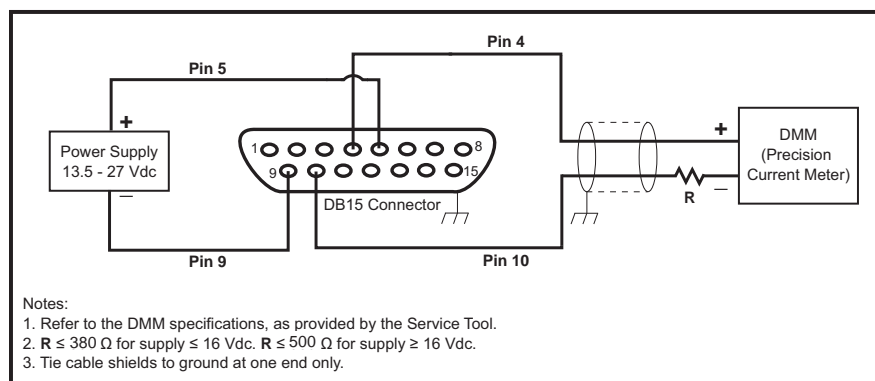 Pin 4
Pin 5
+
Power Supply
13.5 - 27 Vdc
–
1
8
9
15
DB15 Connector
+
DMM
(Precision
Current Meter)
R
–
Pin 9
Pin 10
Notes:
1. Refer to the DMM specifications, as provided by the Service Tool.
2. R ≤ 380 Ω for supply ≤ 16 Vdc. R ≤ 500 Ω for supply ≥ 16 Vdc.
3. Tie cable shields to ground at one end only.